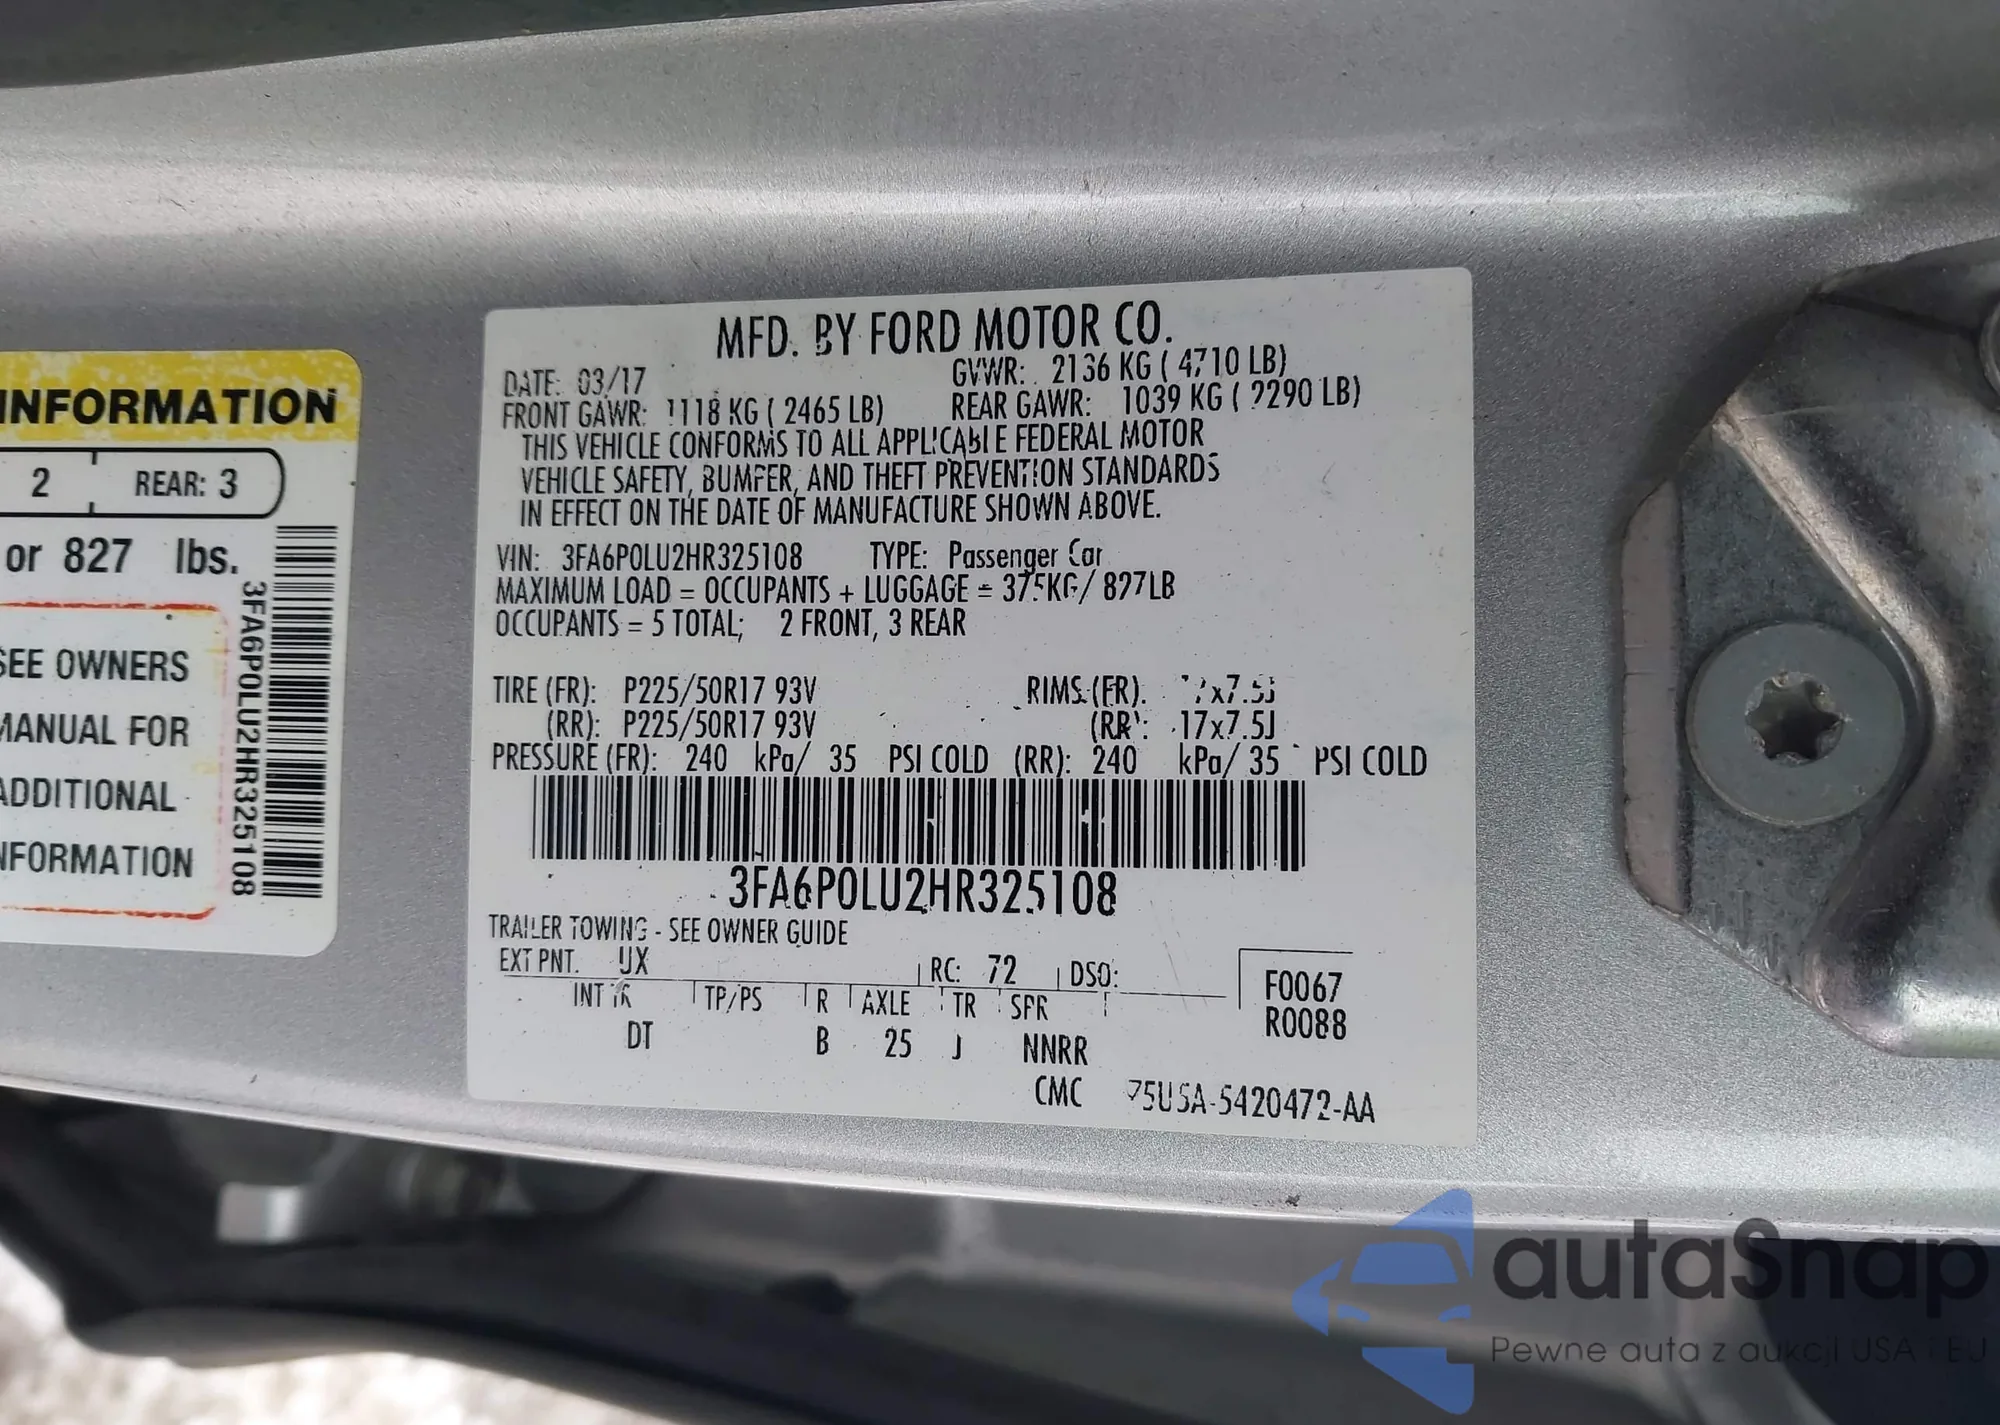 INFORMATION
2 REAR: 3
or 827 lbs.
SEE OWNERS
MANUAL FOR
ADDITIONAL
INFORMATION
3FA6P0LU2HR325108
MFD. BY FORD MOTOR CO.
DATE: 03/17 GVWR: 2136 KG ( 4710 LB)
FRONT GAWR: 1118 KG ( 2465 LB) REAR GAWR: 1039 KG ( 2290 LB)
THIS VEHICLE CONFORMS TO ALL APPLICABLE FEDERAL MOTOR
VEHICLE SAFETY, BUMPER, AND THEFT PREVENTION STANDARDS
IN EFFECT ON THE DATE OF MANUFACTURE SHOWN ABOVE.
VIN: 3FA6P0LU2HR325108 TYPE: Passenger Car
MAXIMUM LOAD = OCCUPANTS + LUGGAGE = 375KG/ 827LB
OCCUPANTS = 5 TOTAL; 2 FRONT, 3 REAR
TIRE (FR): P225/50R17 93V RIMS (FR): 17x7.5J
(RR): P225/50R17 93V (RR): 17x7.5J
PRESSURE (FR): 240 kPa/ 35 PSI COLD (RR): 240 kPa/ 35 PSI COLD
3FA6P0LU2HR325108
TRAILER TOWING - SEE OWNER GUIDE
EXT PNT. UX RC: 72 DSO:
INT TR TP/PS R AXLE TR SPR
DT B 25 J NNRR
F0067
R0088
CMC 75USA-5420472-AA
autaSnap
Pewne auta z aukcji USA i EU